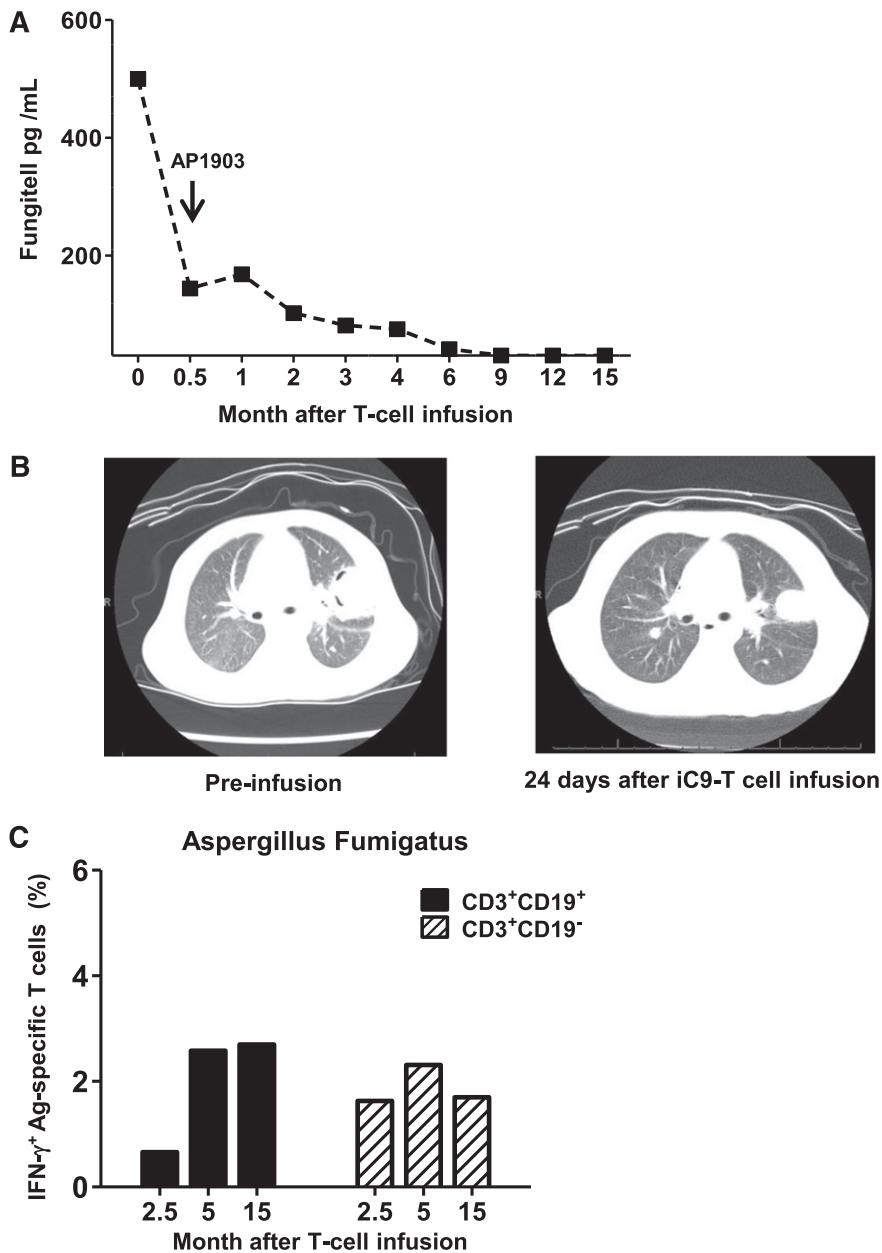 A
600
400
200
Fungitell pg /mL
AP1903
0 0.5 1 2 3 4 6 9 12 15
Month after T-cell infusion
B
R
R
Pre-infusion
24 days after iC9-T cell infusion
C
Aspergillus Fumigatus
IFN-γ⁺ Ag-specific T cells (%)
6
4
2
0
CD3⁺CD19⁺
CD3⁺CD19⁻
2.5 5 15 2.5 5 15
Month after T-cell infusion